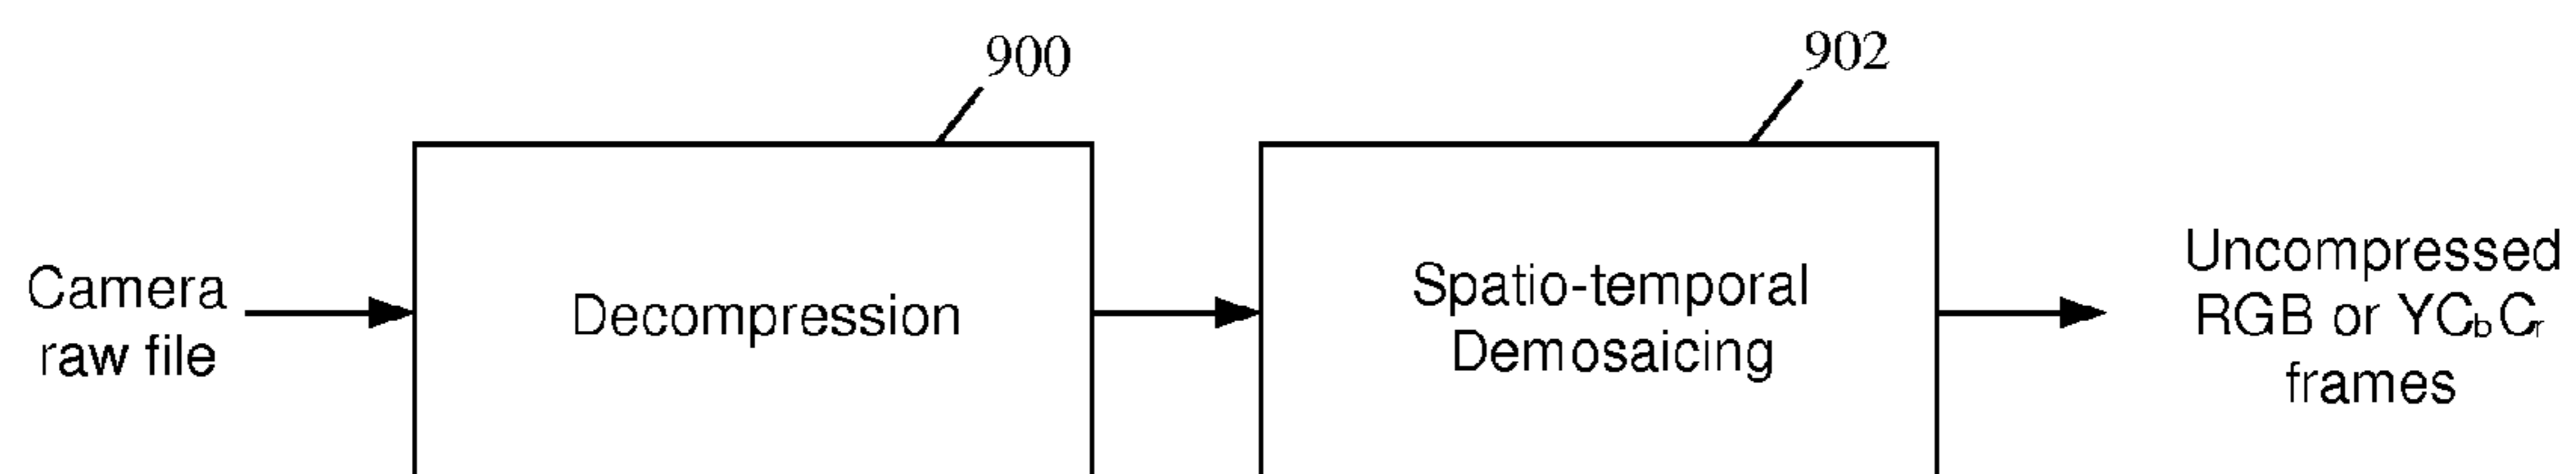 900
902
Camera
raw file
Decompression
Spatio-temporal
Demosaicing
Uncompressed
RGB or YCbCr
frames